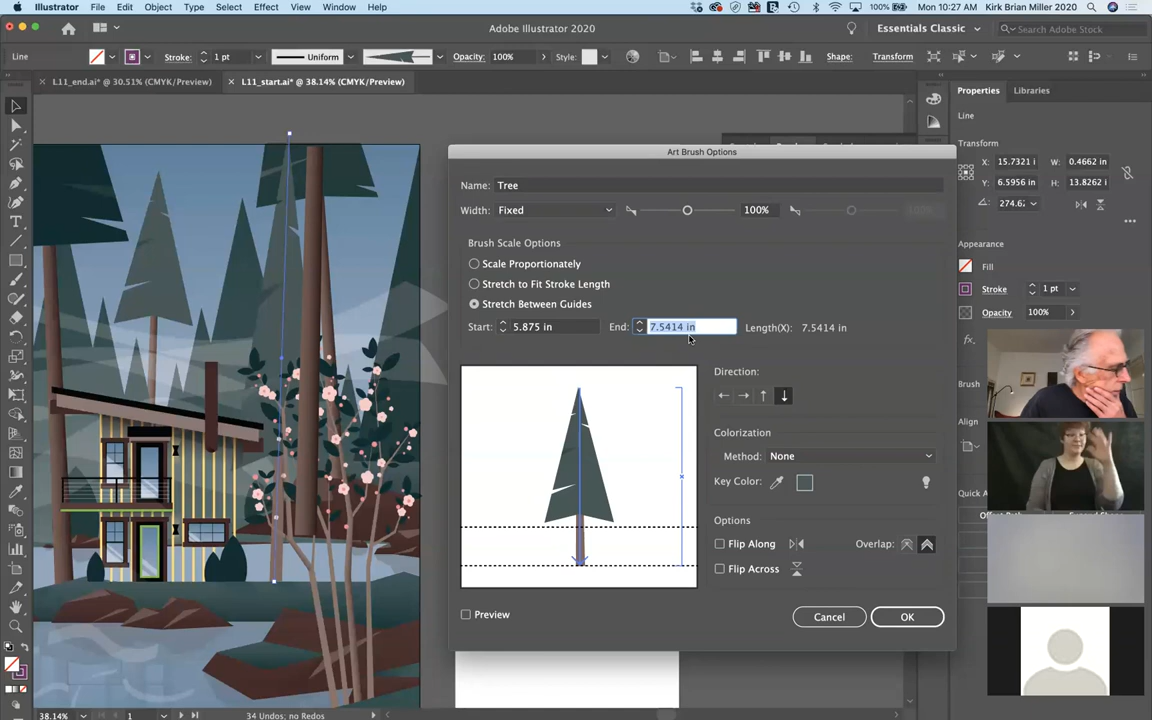 Illustrator File Edit Object Type Select Effect View Window Help 100% Mon 10:27 AM Kirk Brian Miller 2020
Adobe Illustrator 2020 Essentials Classic Search Adobe Stock
Line Stroke: 1 pt Uniform Opacity: 100% Style: Shape: Transform
L11_end.ai* @ 30.51% (CMYK/Preview) L11_start.ai* @ 38.14% (CMYK/Preview)
Properties Libraries
Line
Transform
X: 15.7321 i W: 0.4662 in
Y: 6.5956 in H: 13.8262 i
274.62
Appearance
Fill
Stroke 1 pt
Opacity 100%
Brush
Align
Quick A
Art Brush Options
Name: Tree
Width: Fixed 100%
Brush Scale Options
Scale Proportionately
Stretch to Fit Stroke Length
Stretch Between Guides
Start: 5.875 in End: 7.5414 in Length(X): 7.5414 in
Direction:
Colorization
Method: None
Key Color:
Options
Flip Along Overlap:
Flip Across
Preview
Cancel OK
38.14% 1 34 Undos; no Redos